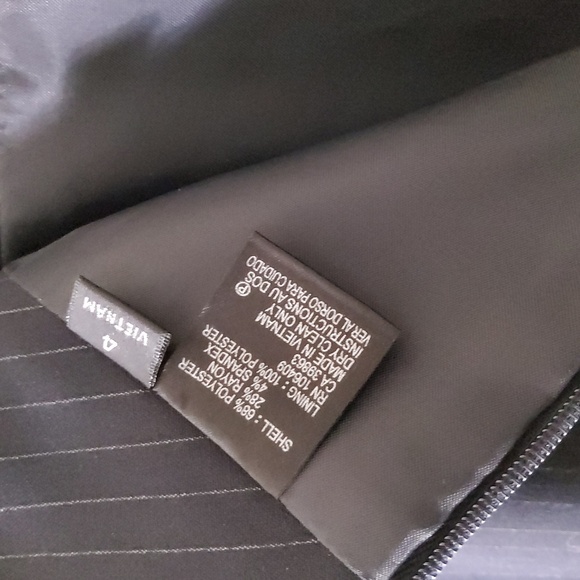 4
VIETNAM
SHELL : 68% POLYESTER
28% RAYON
4% SPANDEX
LINING : 100% POLYESTER
RN 106409
CA 39863
MADE IN VIETNAM
DRY CLEAN ONLY
INSTRUCTIONS AU DOS
VER AL DORSO PARA CUIDADO
Ⓟ